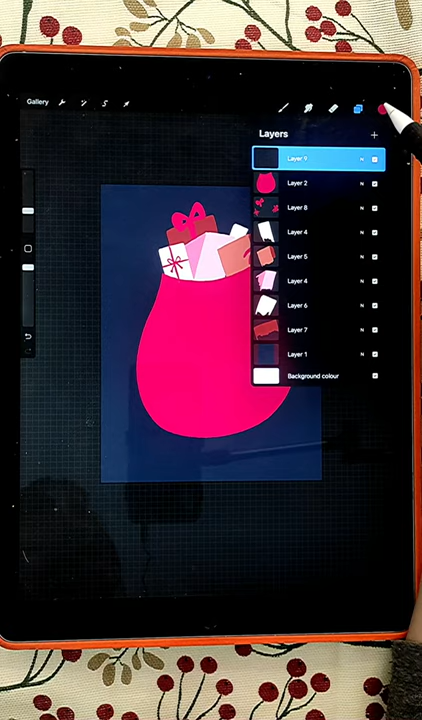 Gallery
Layers
Layer 9 N
Layer 2 N
Layer 8 N
Layer 4 N
Layer 5 N
Layer 4 N
Layer 6 N
Layer 7 N
Layer 1 N
Background colour